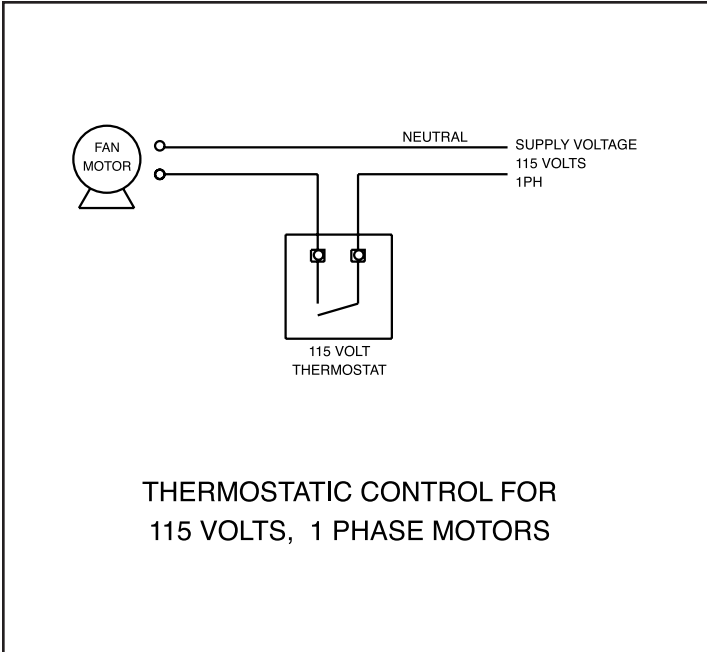 FAN
MOTOR
NEUTRAL
SUPPLY VOLTAGE
115 VOLTS
1PH
115 VOLT
THERMOSTAT
THERMOSTATIC CONTROL FOR
115 VOLTS, 1 PHASE MOTORS